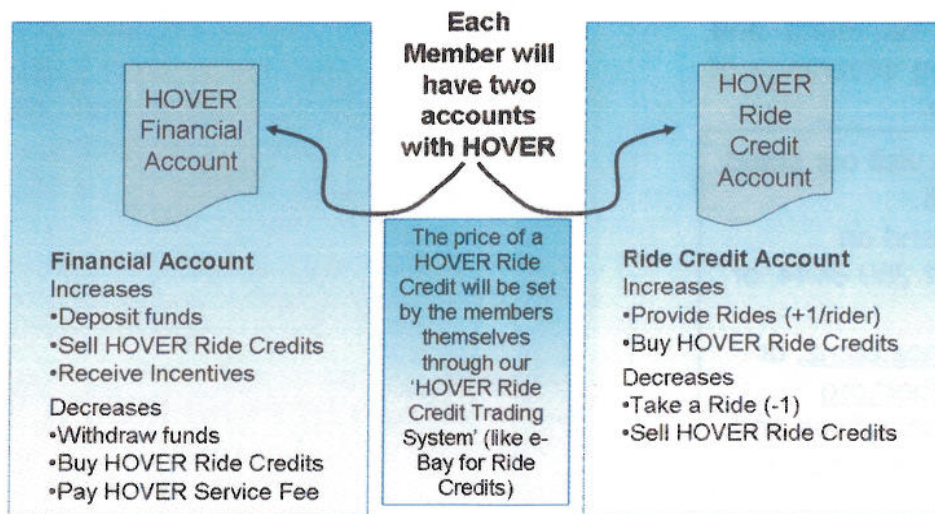 Each
Member will
have two
accounts
with HOVER
HOVER
Financial
Account
HOVER
Ride
Credit
Account
Financial Account
Increases
•Deposit funds
•Sell HOVER Ride Credits
•Receive Incentives
Decreases
•Withdraw funds
•Buy HOVER Ride Credits
•Pay HOVER Service Fee
The price of a
HOVER Ride
Credit will be set
by the members
themselves
through our
‘HOVER Ride
Credit Trading
System’ (like e-
Bay for Ride
Credits)
Ride Credit Account
Increases
•Provide Rides (+1/rider)
•Buy HOVER Ride Credits
Decreases
•Take a Ride (-1)
•Sell HOVER Ride Credits